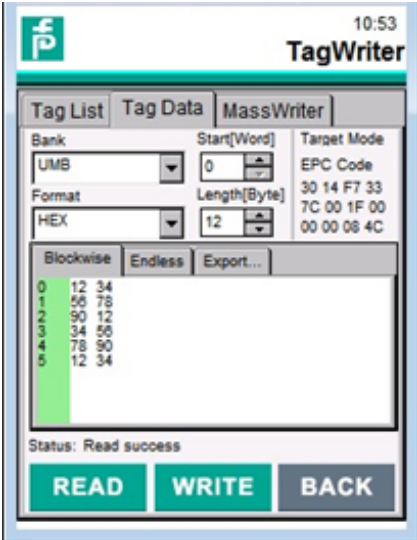 10:53
TagWriter
Tag List Tag Data MassWriter
Bank Start[Word] Target Mode
UMB 0 EPC Code
Format Length[Byte] 30 14 F7 33
HEX 12 7C 00 1F 00
00 00 08 4C
Blockwise Endless Export...
0 12 34
1 56 78
2 90 12
3 34 56
4 78 90
5 12 34
Status: Read success
READ WRITE BACK